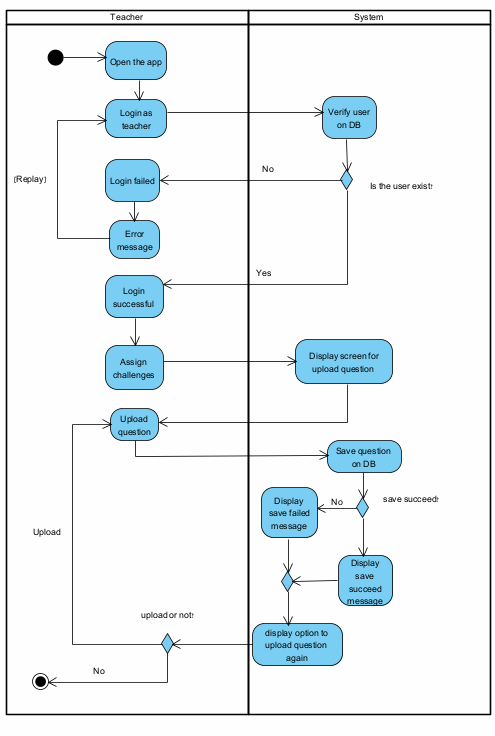 Teacher
System
Open the app
Login as
teacher
Verify user
on DB
No
Login failed
Is the user exist?
[Replay]
Error
message
Yes
Login
successful
Assign
challenges
Display screen for
upload question
Upload
question
Save question
on DB
Display
save failed
message
No
save succeed?
Upload
Display
save
succeed
message
upload or not?
display option to
upload question
again
No